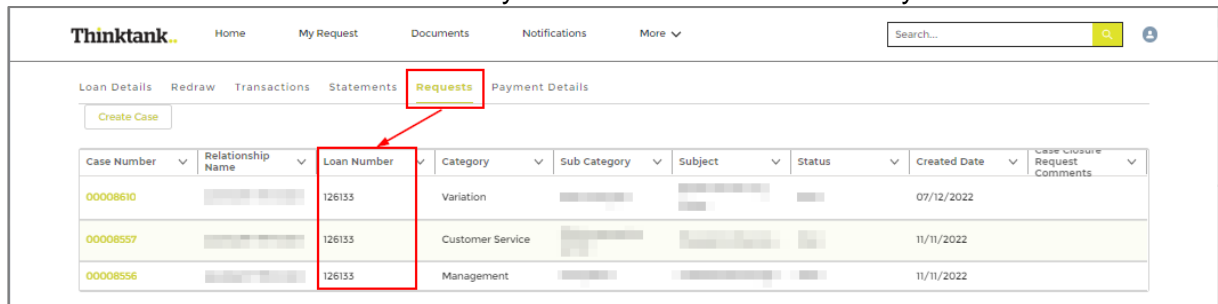 Thinktank..
Home My Request Documents Notifications More
Search...
Loan Details Redraw Transactions Statements Requests Payment Details
Create Case
Case Number Relationship Name Loan Number Category Sub Category Subject Status Created Date Case Closure Request Comments
00008610 126133 Variation 07/12/2022
00008557 126133 Customer Service 11/11/2022
00008556 126133 Management 11/11/2022